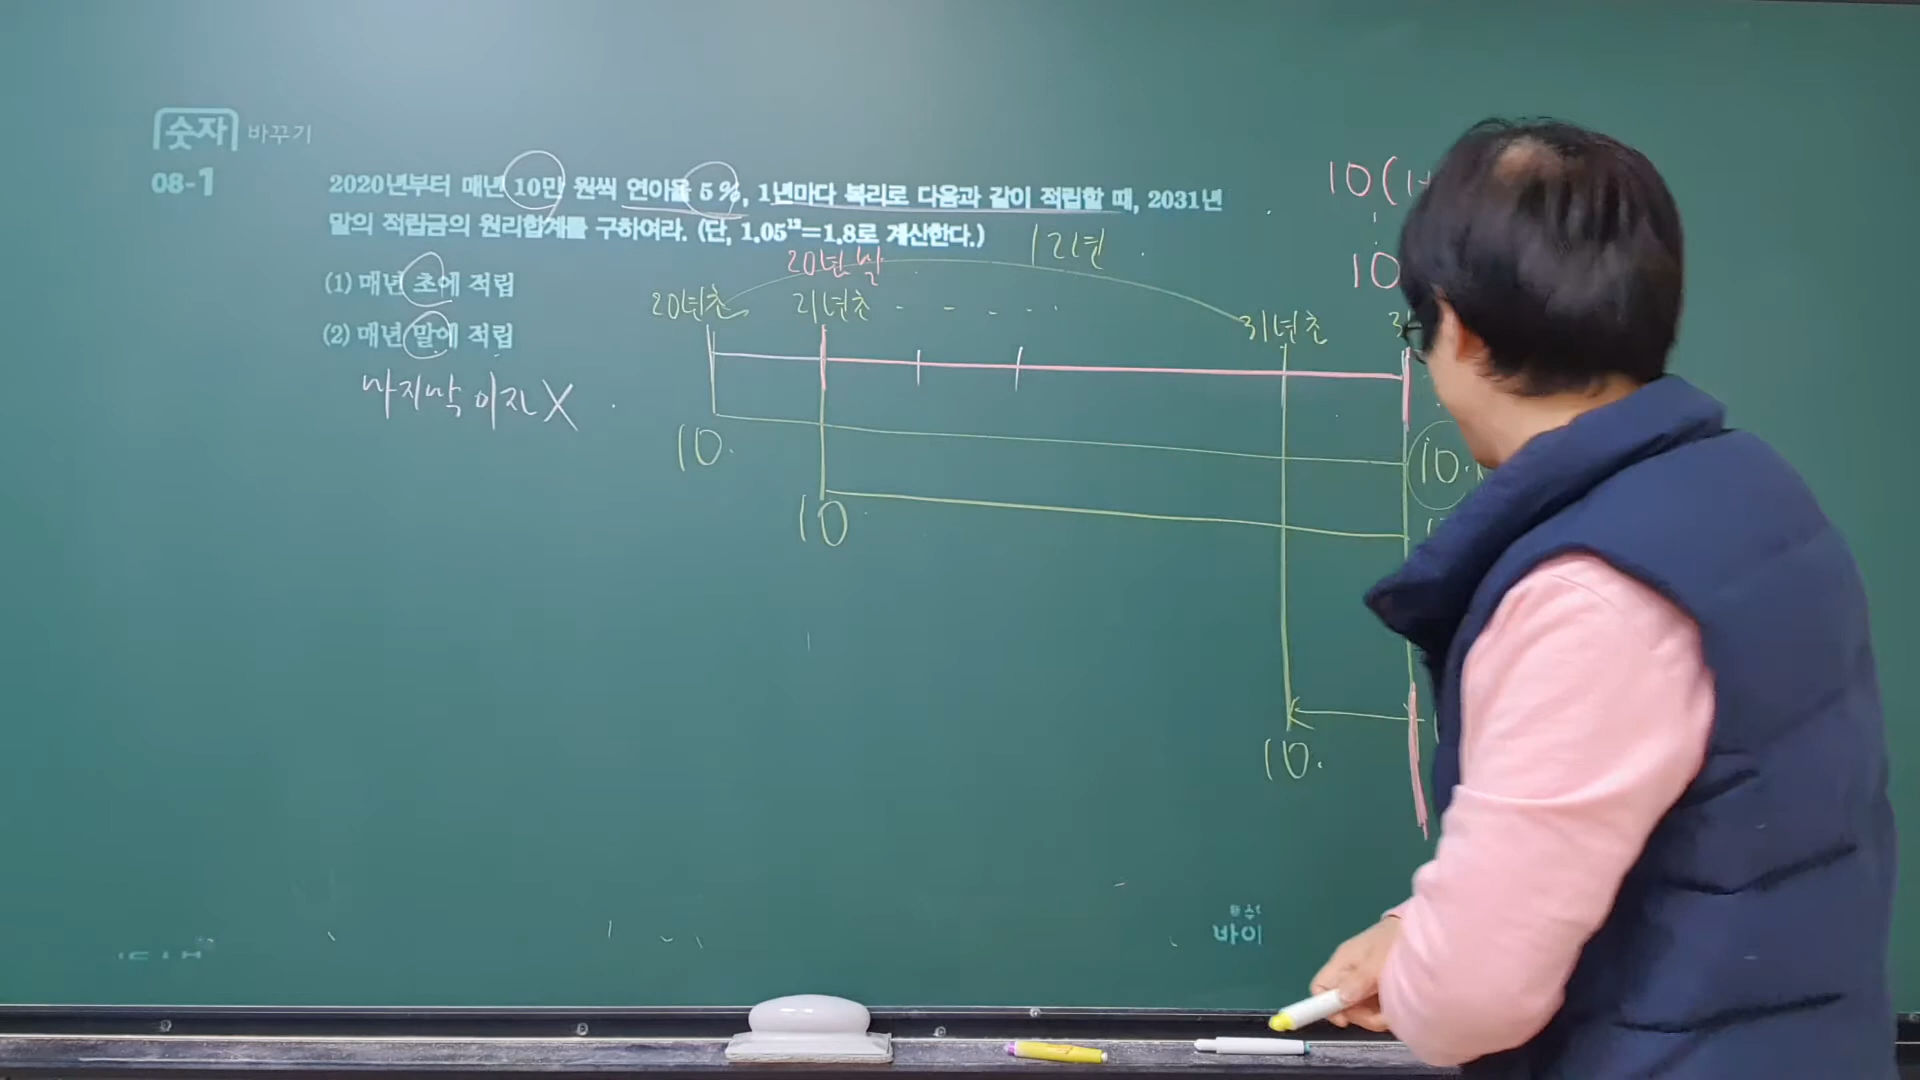 숫자 바꾸기
08-1
2020년부터 매년 10만 원씩 연이율 5%, 1년마다 복리로 다음과 같이 적립할 때, 2031년
말의 적립금의 원리합계를 구하여라. (단, 1.05¹²=1.8로 계산한다.)
(1) 매년 초에 적립
(2) 매년 말에 적립
마지막 이자 X
12년
20년 말
20년초 21년초 - - - - ·
31년초
3
10(1+
10
10.
10
10.
10.
바이